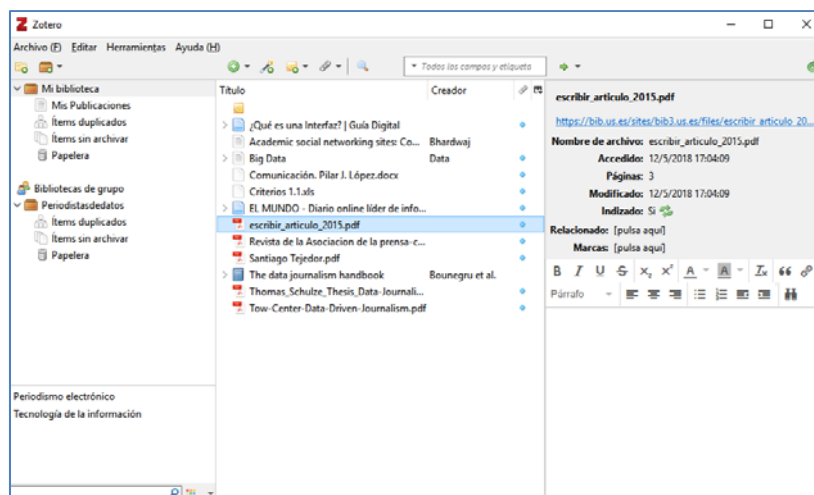 Zotero
Archivo (F) Editar Herramientas Ayuda (H)
Todos los campos y etiqueta
Mi biblioteca
Mis Publicaciones
Ítems duplicados
Ítems sin archivar
Papelera
Bibliotecas de grupo
Periodistasdedatos
Ítems duplicados
Ítems sin archivar
Papelera
Periodismo electrónico
Tecnología de la información
Título Creador
¿Qué es una Interfaz? | Guía Digital
Academic social networking sites: Co... Bhardwaj
Big Data Data
Comunicación. Pilar J. López.docx
Criterios 1.1.xls
EL MUNDO - Diario online líder de info...
escribir_articulo_2015.pdf
Revista de la Asociacion de la prensa-c...
Santiago Tejedor.pdf
The data journalism handbook Bounegru et al.
Thomas_Schulze_Thesis_Data-Journali...
Tow-Center-Data-Driven-Journalism.pdf
escribir_articulo_2015.pdf
https://bib.us.es/sites/bib3.us.es/files/escribir_articulo_20...
Nombre de archivo: escribir_articulo_2015.pdf
Accedido: 12/5/2018 17:04:09
Páginas: 3
Modificado: 12/5/2018 17:04:09
Indizado: Sí
Relacionado: [pulsa aquí]
Marcas: [pulsa aquí]
B I U S x₂ x² A A Tx
Párrafo